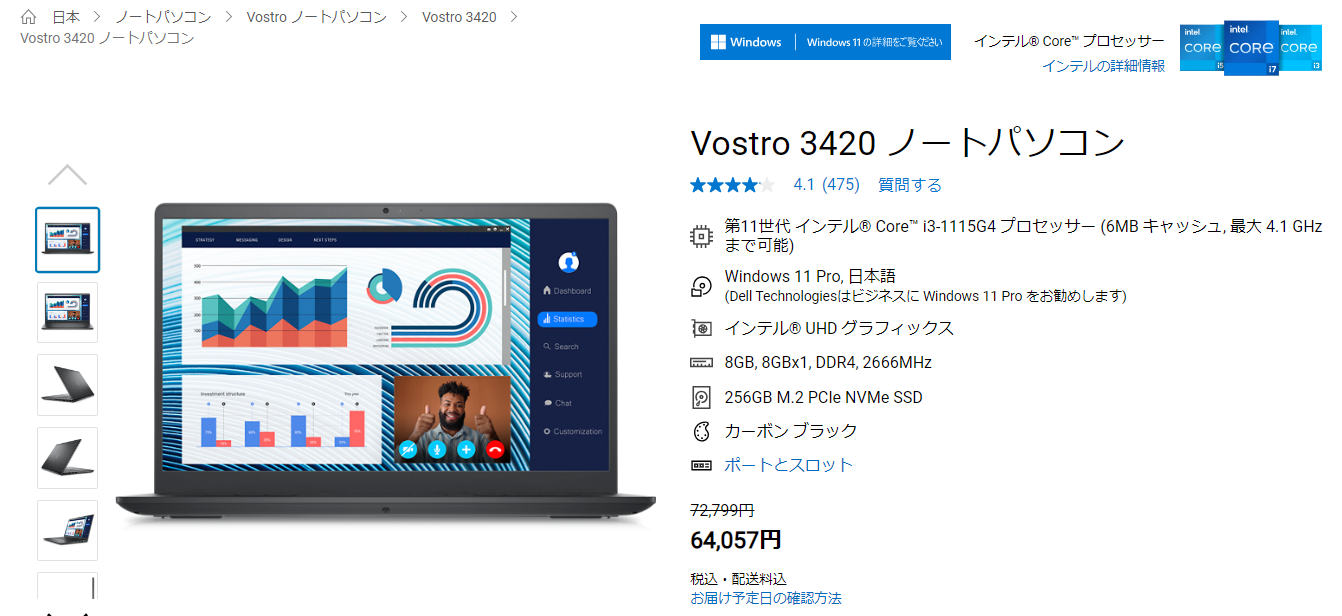 日本 > ノートパソコン > Vostro ノートパソコン > Vostro 3420 >
Vostro 3420 ノートパソコン
Windows | Windows 11 の詳細をご覧ください
インテル® Core™ プロセッサー
インテルの詳細情報
intel CORE i5
intel CORE i7
intel CORE i3
Vostro 3420 ノートパソコン
4.1 (475) 質問する
第11世代 インテル® Core™ i3-1115G4 プロセッサー (6MB キャッシュ, 最大 4.1 GHz
まで可能)
Windows 11 Pro, 日本語
(Dell Technologiesはビジネスに Windows 11 Pro をお勧めします)
インテル® UHD グラフィックス
8GB, 8GBx1, DDR4, 2666MHz
256GB M.2 PCIe NVMe SSD
カーボン ブラック
ポートとスロット
72,799円
64,057円
税込・配送料込
お届け予定日の確認方法
STRATEGY MESSAGING DESIGN NEXT STEPS
500
400
300
200
100
Dashboard
Statistics
Search
Support
Chat
Customization
Investment structure
This year